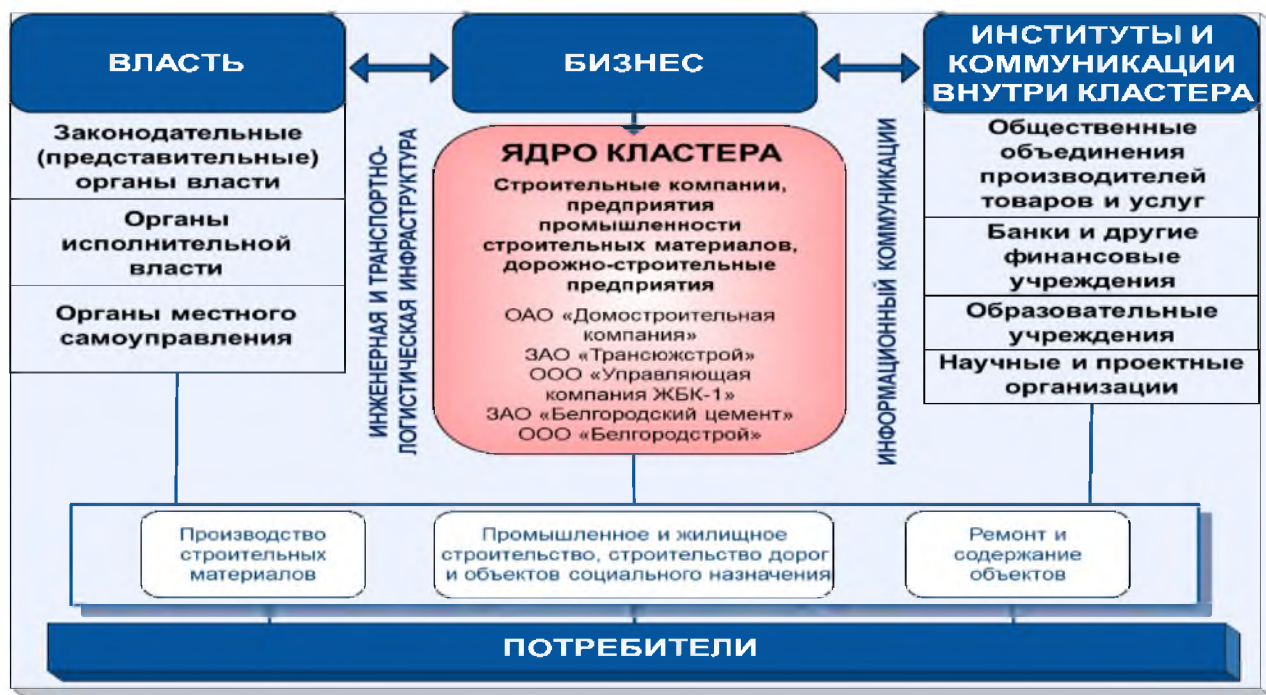 ВЛАСТЬ
Законодательные
(представительные)
органы власти
Органы
исполнительной
власти
Органы местного
самоуправления
ИНЖЕНЕРНАЯ И ТРАНСПОРТНО-
ЛОГИСТИЧЕСКАЯ ИНФРАСТРУКТУРА
БИЗНЕС
ЯДРО КЛАСТЕРА
Строительные компании,
предприятия
промышленности
строительных материалов,
дорожно-строительные
предприятия
ОАО «Домостроительная
компания»
ЗАО «Трансюжстрой»
ООО «Управляющая
компания ЖБК-1»
ЗАО «Белгородский цемент»
ООО «Белгородстрой»
ИНФОРМАЦИОННЫЙ КОММУНИКАЦИИ
ИНСТИТУТЫ И
КОММУНИКАЦИИ
ВНУТРИ КЛАСТЕРА
Общественные
объединения
производителей
товаров и услуг
Банки и другие
финансовые
учреждения
Образовательные
учреждения
Научные и проектные
организации
Производство
строительных
материалов
Промышленное и жилищное
строительство, строительство дорог
и объектов социального назначения
Ремонт и
содержание
объектов
ПОТРЕБИТЕЛИ